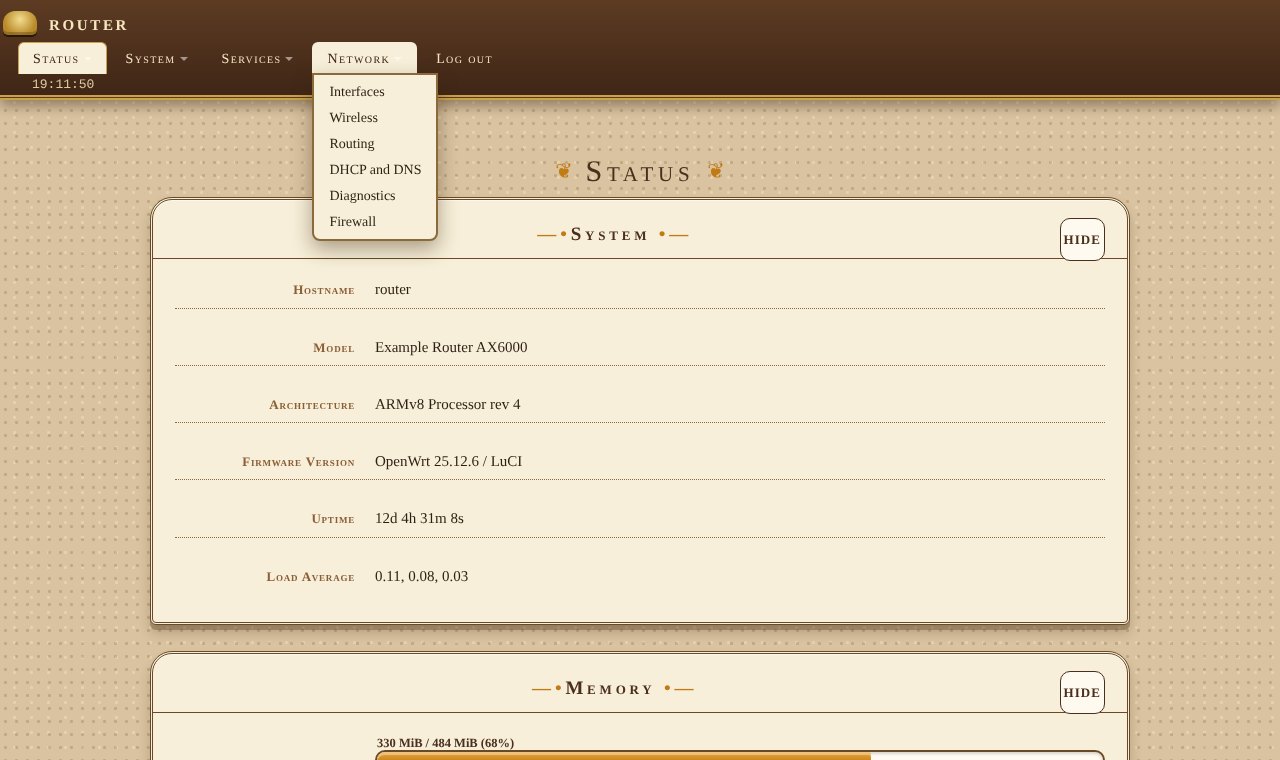 ROUTER
Status System Services Network Log out
19:11:50
Interfaces
Wireless
Routing
DHCP and DNS
Diagnostics
Firewall
❦ Status ❦
—•System •— HIDE
Hostname router
Model Example Router AX6000
Architecture ARMv8 Processor rev 4
Firmware Version OpenWrt 25.12.6 / LuCI
Uptime 12d 4h 31m 8s
Load Average 0.11, 0.08, 0.03
—•Memory •— HIDE
330 MiB / 484 MiB (68%)